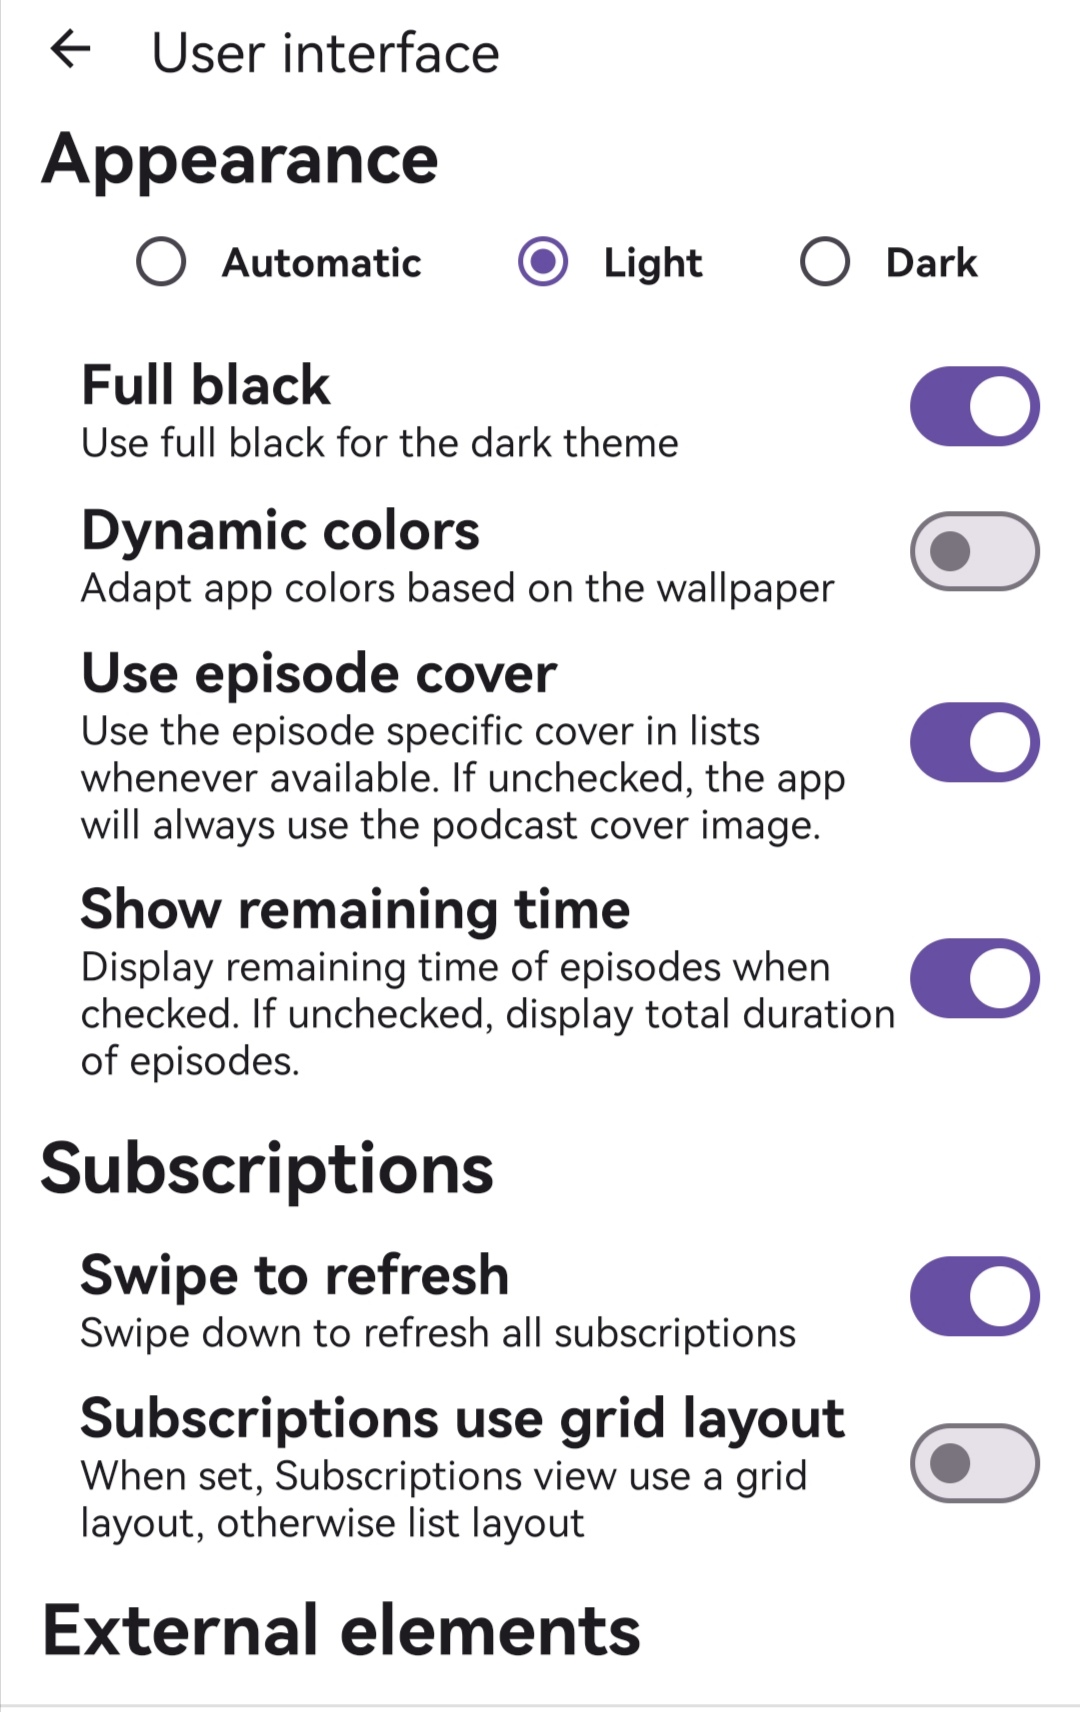 User interface
Appearance
Automatic Light Dark
Full black
Use full black for the dark theme
Dynamic colors
Adapt app colors based on the wallpaper
Use episode cover
Use the episode specific cover in lists
whenever available. If unchecked, the app
will always use the podcast cover image.
Show remaining time
Display remaining time of episodes when
checked. If unchecked, display total duration
of episodes.
Subscriptions
Swipe to refresh
Swipe down to refresh all subscriptions
Subscriptions use grid layout
When set, Subscriptions view use a grid
layout, otherwise list layout
External elements